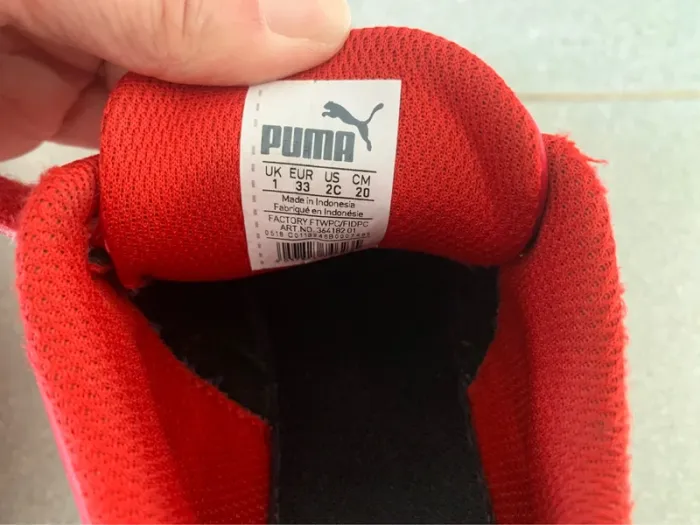 PUMA
UK EUR US CM
1 33 2C 20
Made in Indonesia
Fabriqué en Indonésie
FACTORY FTWPC/FIDPC
ART NO. 364182 01